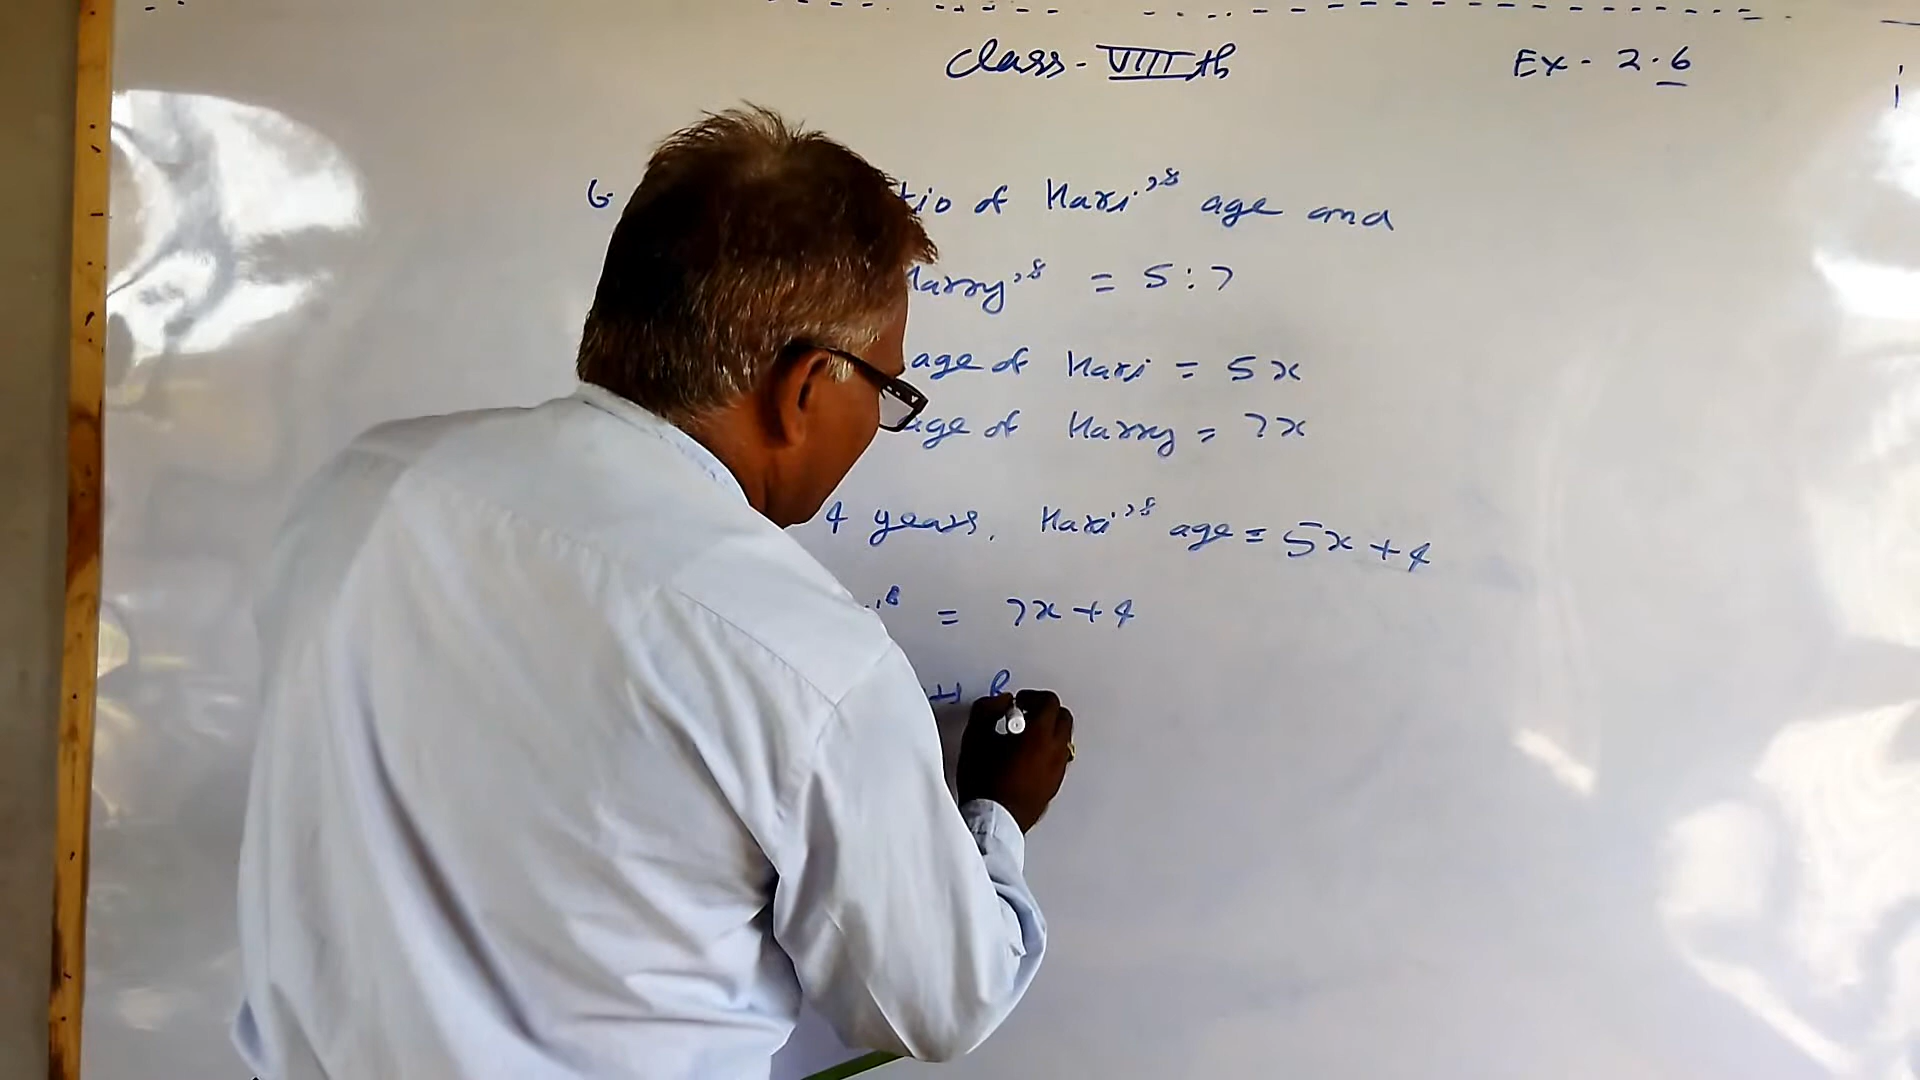 Class - VIII th
Ex - 2.6
6. tio of Hari's age and
Harry's = 5:7
age of Hari = 5x
age of Harry = 7x
4 years, Hari's age = 5x + 4
's = 7x + 4